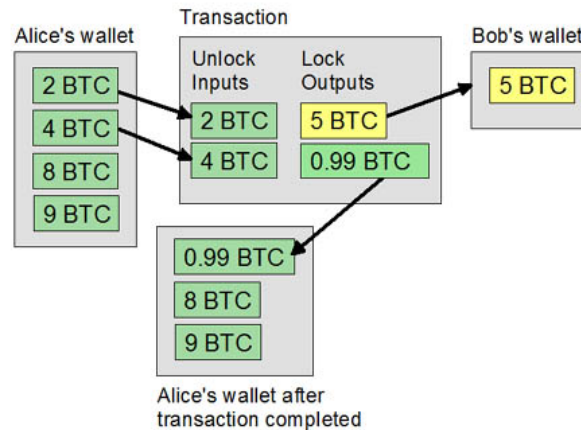 Alice's wallet
2 BTC
4 BTC
8 BTC
9 BTC
Transaction
Unlock
Inputs
2 BTC
4 BTC
Lock
Outputs
5 BTC
0.99 BTC
Bob's wallet
5 BTC
0.99 BTC
8 BTC
9 BTC
Alice's wallet after
transaction completed